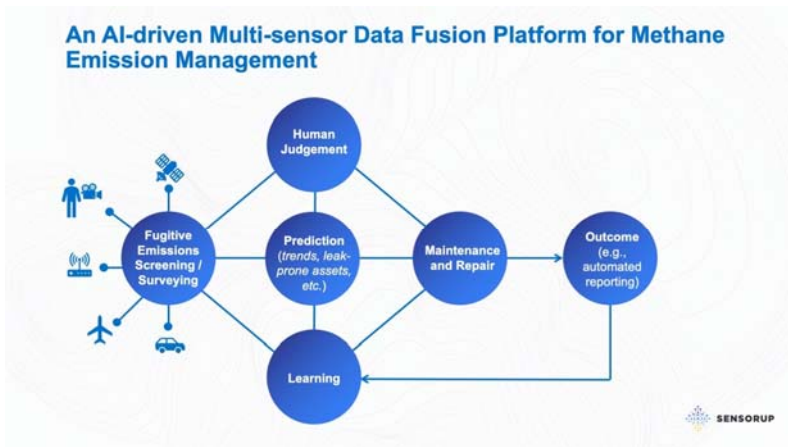 An AI-driven Multi-sensor Data Fusion Platform for Methane
Emission Management
Human
Judgement
Fugitive
Emissions
Screening /
Surveying
Prediction
(trends, leak-
prone assets,
etc.)
Maintenance
and Repair
Outcome
(e.g.,
automated
reporting)
Learning
SENSORUP